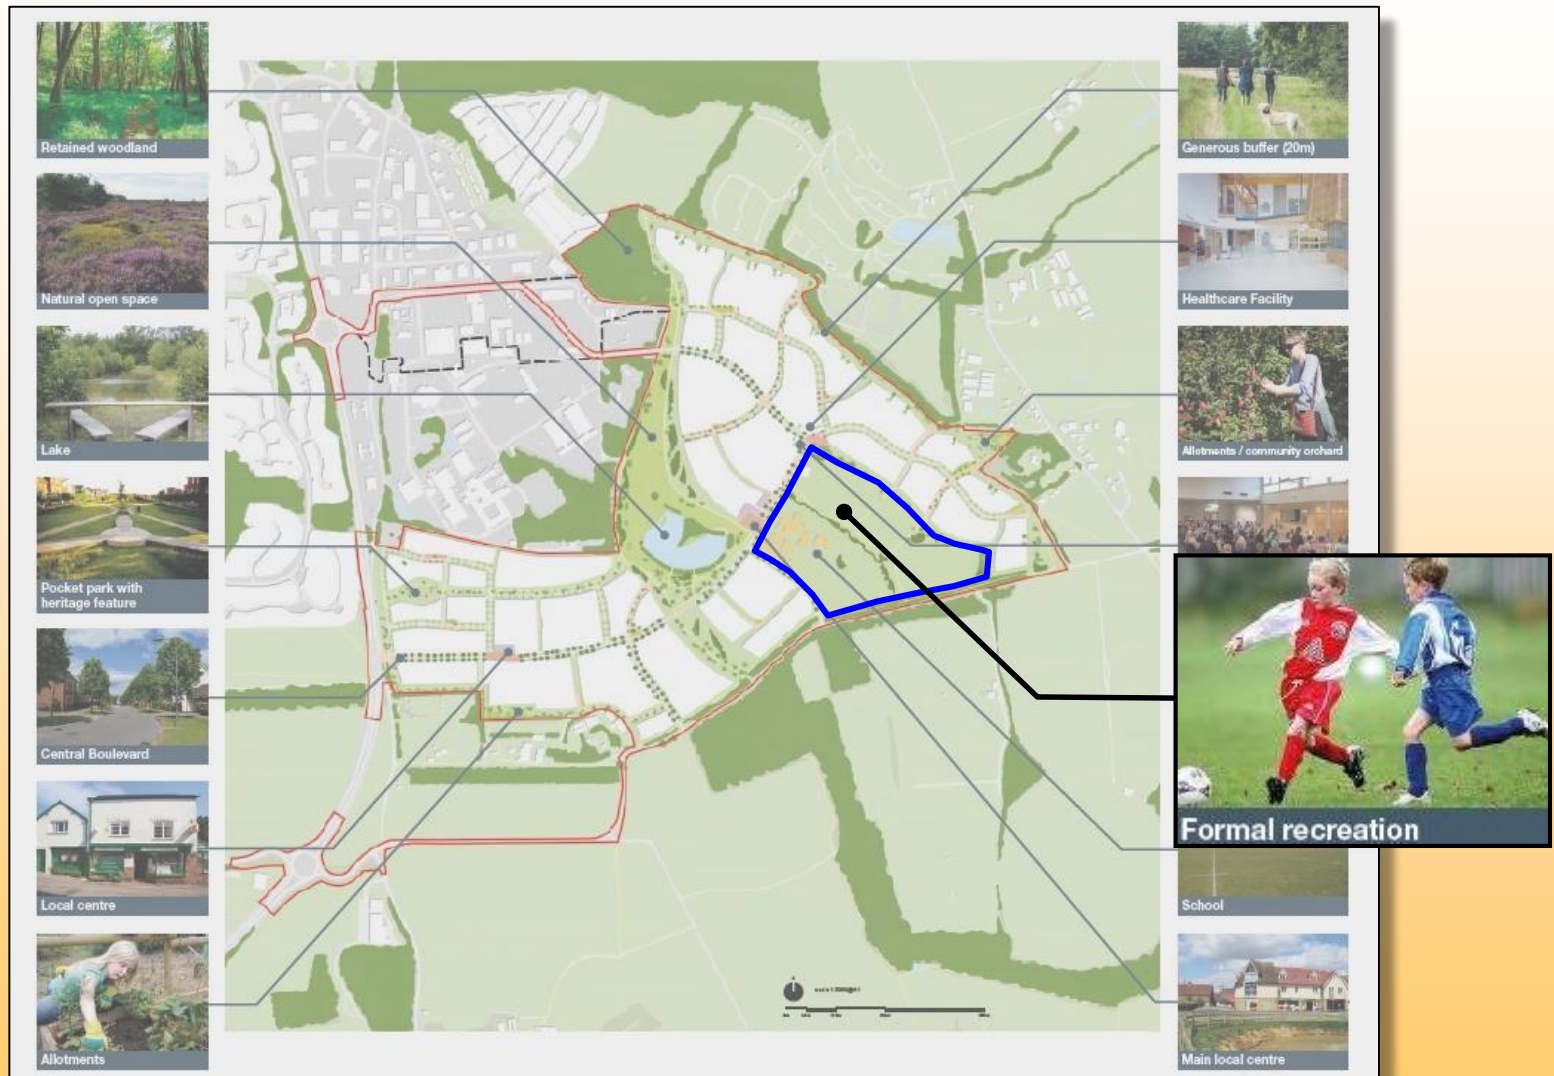 Retained woodland
Natural open space
Lake
Pocket park with
heritage feature
Central Boulevard
Local centre
Allotments
Generous buffer (20m)
Healthcare Facility
Allotments / community orchard
Formal recreation
School
Main local centre